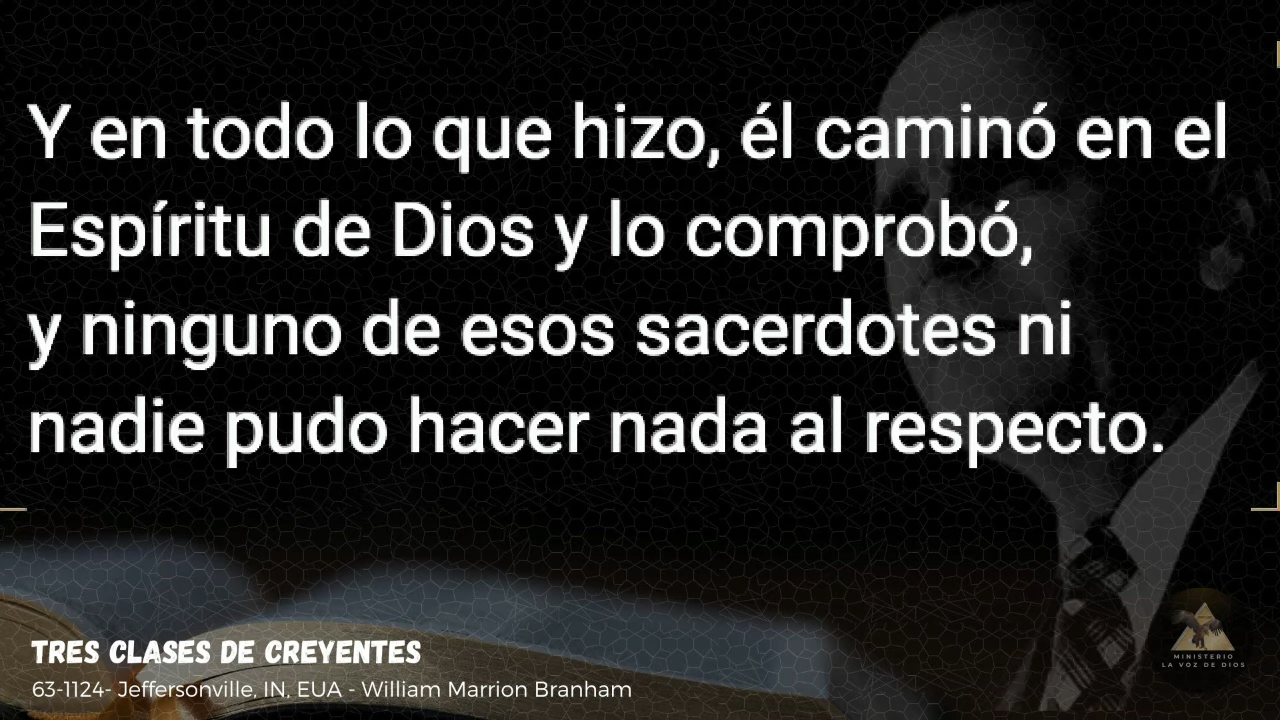 Y en todo lo que hizo, él caminó en el
Espíritu de Dios y lo comprobó,
y ninguno de esos sacerdotes ni
nadie pudo hacer nada al respecto.
TRES CLASES DE CREYENTES
63-1124- Jeffersonville, IN, EUA - William Marrion Branham
MINISTERIO
LA VOZ DE DIOS